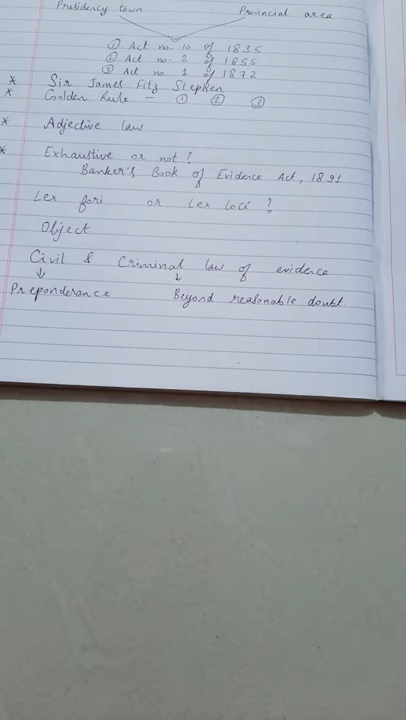 Presidency town Provincial area
① Act no. 10 of 1835
② Act no. 2 of 1855
③ Act no. 1 of 1872
* Sir James Fitz Stephen
* Golden Rule - ① ② ③
* Adjective law
* Exhaustive or not?
Banker's Book of Evidence Act, 1891
Lex fori or Lex loci?
Object
Civil & Criminal law of evidence
↓ ↓
Preponderance Beyond reasonable doubt